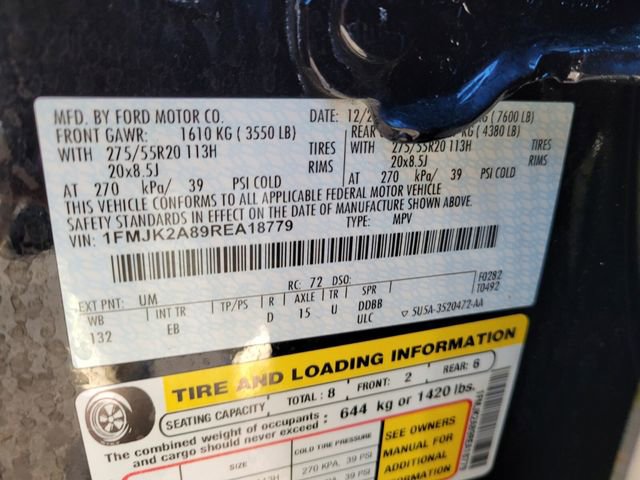 MFD. BY FORD MOTOR CO.
DATE: 12/2 KG (7600 LB)
FRONT GAWR: 1610 KG (3550 LB)
REAR KG (4380 LB)
WITH 275/55R20 113H TIRES
WITH 275/55R20 113H TIRES
20x8.5J RIMS
20x8.5J RIMS
AT 270 kPa/ 39 PSI COLD
AT 270 kPa/ 39 PSI COLD
THIS VEHICLE CONFORMS TO ALL APPLICABLE FEDERAL MOTOR VEHICLE
SAFETY STANDARDS IN EFFECT ON THE DATE OF MANUFACTURE SHOWN ABOVE.
VIN: 1FMJK2A89REA18779 TYPE: MPV
F0282
T0492
EXT PNT: UM RC: 72 DSO:
WB INT TR TP/PS R AXLE TR SPR
132 EB D 15 U DDBB
ULC 5U5A-3520472-AA
TIRE AND LOADING INFORMATION
SEATING CAPACITY TOTAL: 8 FRONT: 2 REAR: 6
The combined weight of occupants and cargo should never exceed: 644 kg or 1420 lbs.
SIZE COLD TIRE PRESSURE
270 KPA, 39 PSI
SEE OWNERS
MANUAL FOR
ADDITIONAL